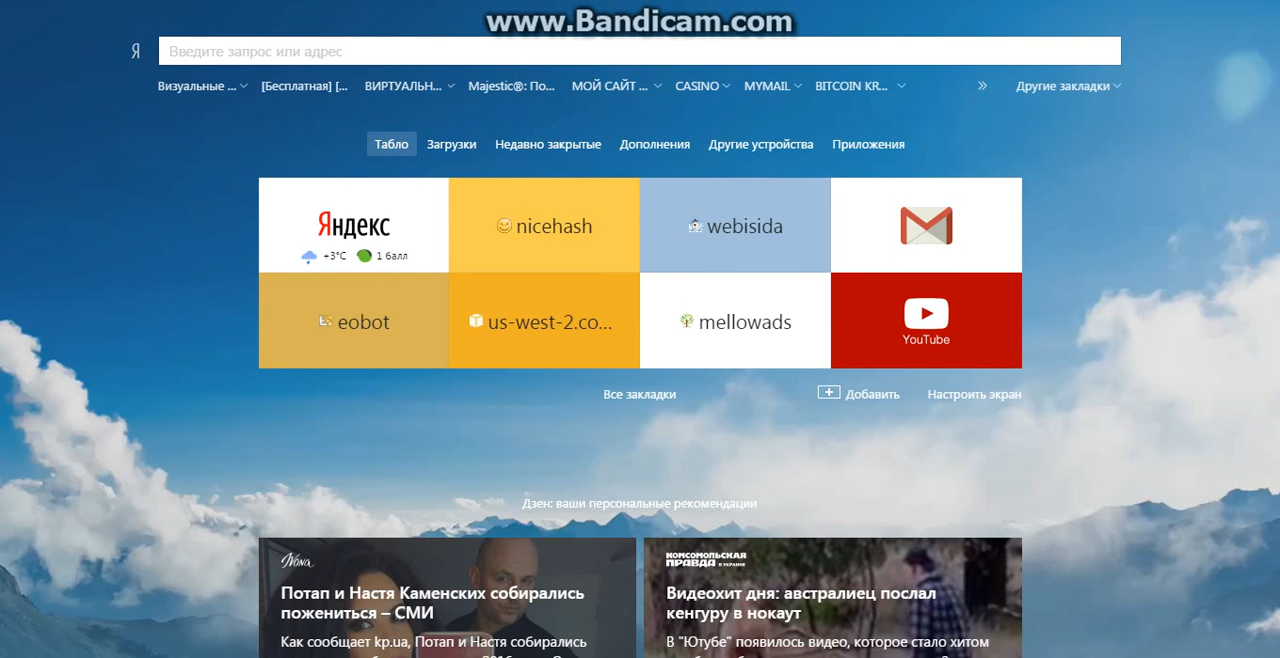 www.Bandicam.com
Я Введите запрос или адрес
Визуальные ... [Бесплатная] [... ВИРТУАЛЬН... Majestic®: По... МОЙ САЙТ ... CASINO MYMAIL BITCOIN KR... » Другие закладки
Табло Загрузки Недавно закрытые Дополнения Другие устройства Приложения
Яндекс
+3°C 1 балл
nicehash
webisida
eobot
us-west-2.co...
mellowads
YouTube
Все закладки Добавить Настроить экран
Дзен: ваши персональные рекомендации
Nona
Потап и Настя Каменских собирались
пожениться – СМИ
Как сообщает kp.ua, Потап и Настя собирались
КОМСОМОЛЬСКАЯ
ПРАВДА В УКРАИНЕ
Видеохит дня: австралиец послал
кенгуру в нокаут
В "Ютубе" появилось видео, которое стало хитом